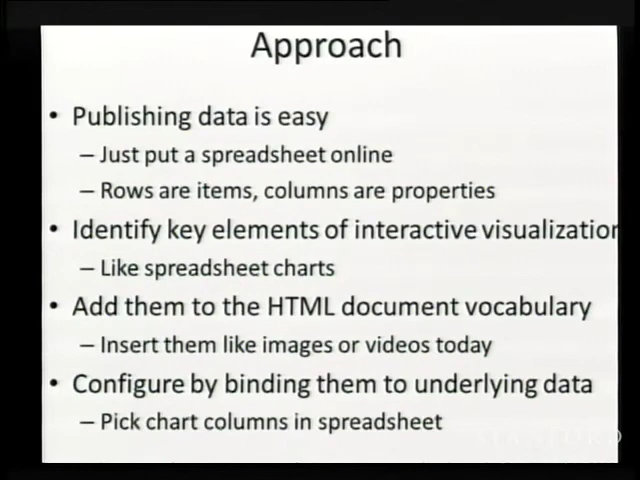 Approach
• Publishing data is easy
– Just put a spreadsheet online
– Rows are items, columns are properties
• Identify key elements of interactive visualization
– Like spreadsheet charts
• Add them to the HTML document vocabulary
– Insert them like images or videos today
• Configure by binding them to underlying data
– Pick chart columns in spreadsheet